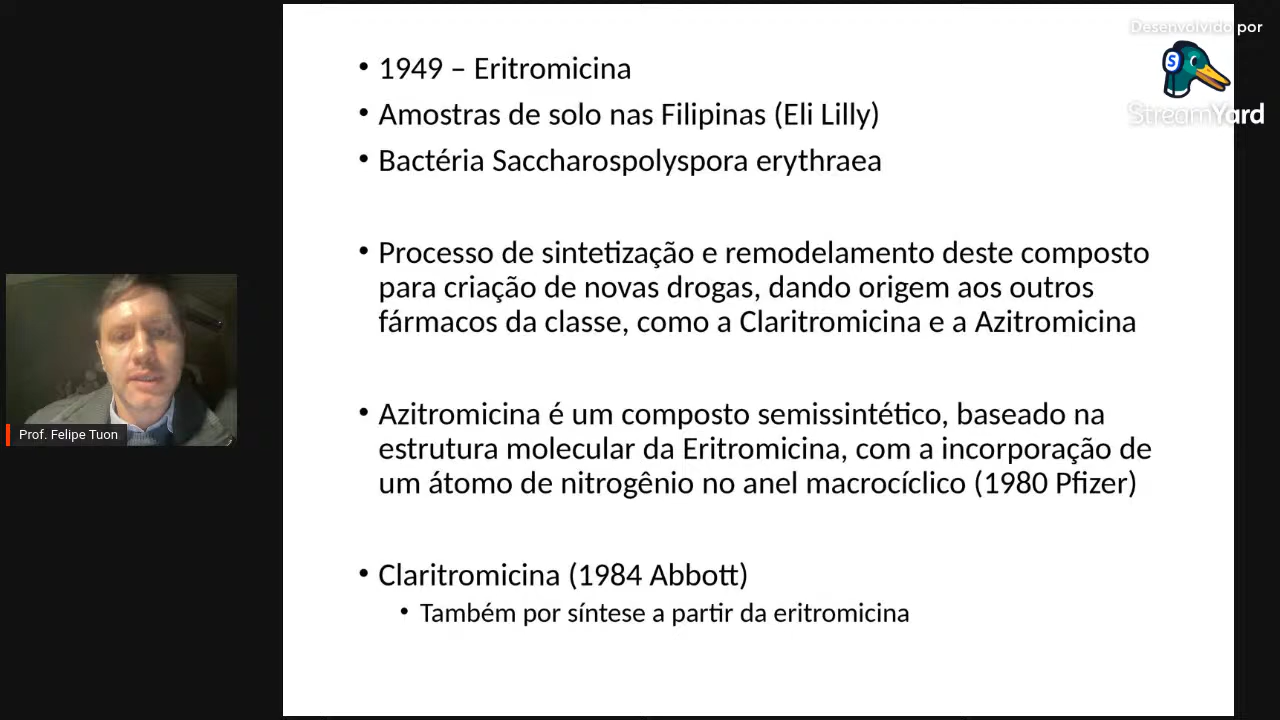 Desenvolvido por
S
StreamYard
• 1949 – Eritromicina
• Amostras de solo nas Filipinas (Eli Lilly)
• Bactéria Saccharospolyspora erythraea
• Processo de sintetização e remodelamento deste composto
para criação de novas drogas, dando origem aos outros
fármacos da classe, como a Claritromicina e a Azitromicina
• Azitromicina é um composto semissintético, baseado na
estrutura molecular da Eritromicina, com a incorporação de
um átomo de nitrogênio no anel macrocíclico (1980 Pfizer)
• Claritromicina (1984 Abbott)
• Também por síntese a partir da eritromicina
Prof. Felipe Tuon